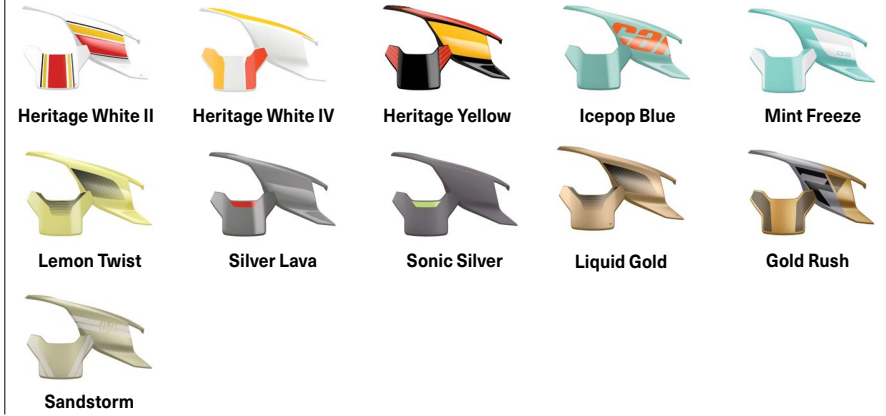 can
Heritage White II
Heritage White IV
Heritage Yellow
Icepop Blue
Mint Freeze
Lemon Twist
Silver Lava
Sonic Silver
Liquid Gold
Gold Rush
Sandstorm